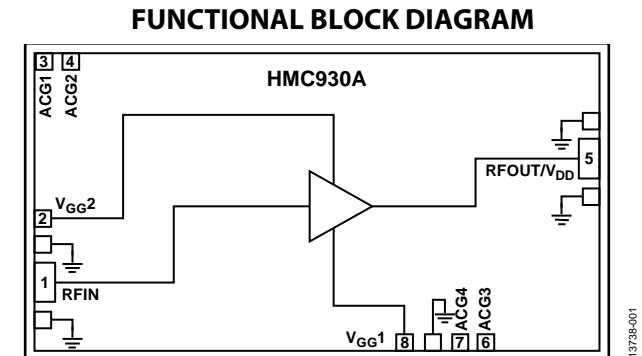 FUNCTIONAL BLOCK DIAGRAM
3 4
ACG1
ACG2
HMC930A
5
RFOUT/VDD
VGG2
2
1
RFIN
ACG4
ACG3
VGG1 8 7 6
13738-001